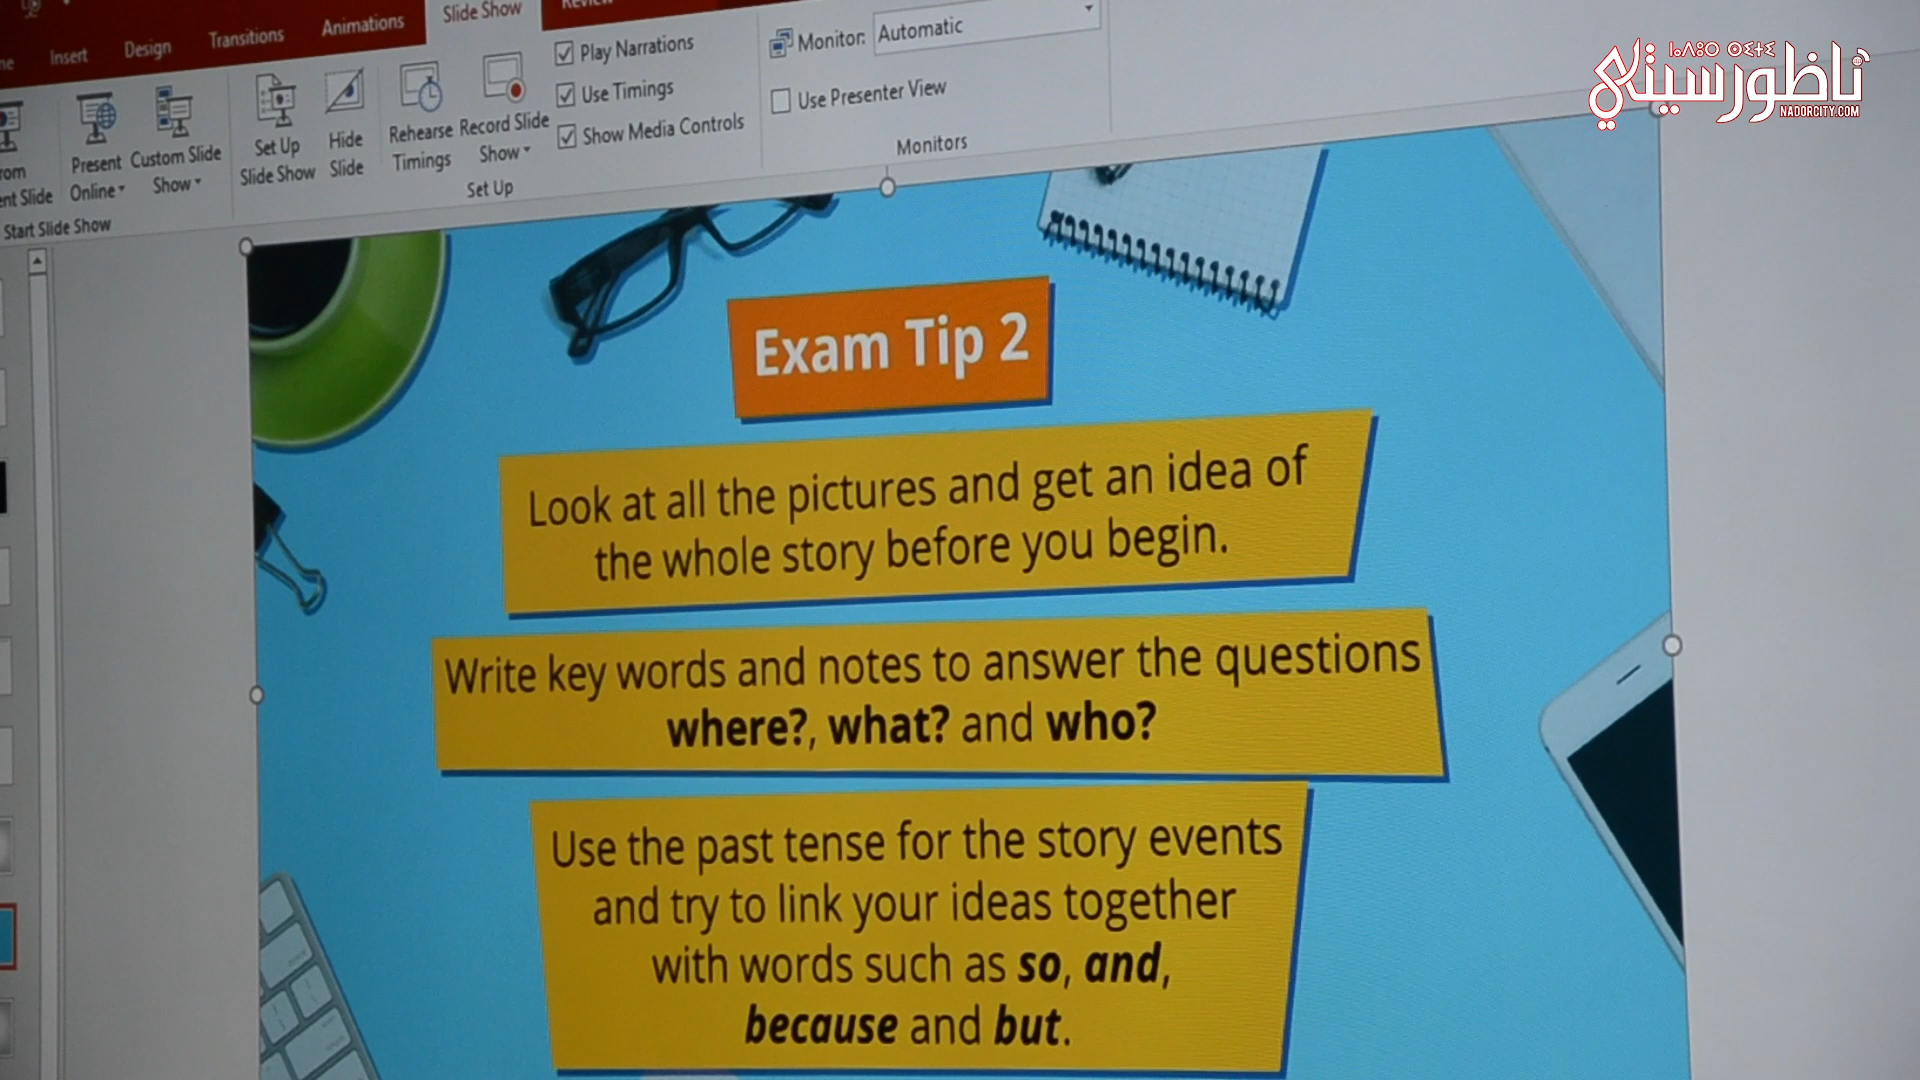 Insert Design Transitions Animations Slide Show
Present Online
Custom Slide Show
Start Slide Show
Set Up Slide Show
Hide Slide
Rehearse Timings
Record Slide Show
Play Narrations
Use Timings
Show Media Controls
Set Up
Monitor: Automatic
Use Presenter View
Monitors
ⵏⴰⴷⵓⵔ ⵙⵉⵜⵉ
ناظورسيتي
NADORCITY.COM
Exam Tip 2
Look at all the pictures and get an idea of
the whole story before you begin.
Write key words and notes to answer the questions
where?, what? and who?
Use the past tense for the story events
and try to link your ideas together
with words such as so, and,
because and but.